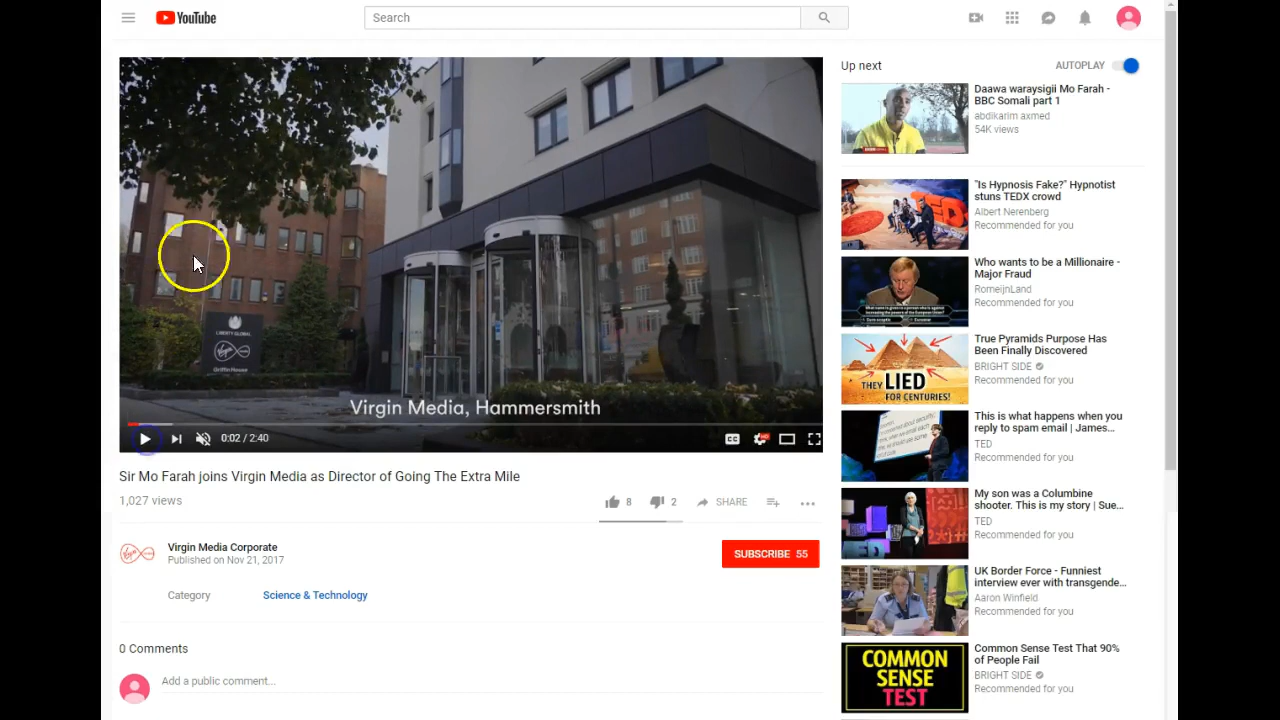 YouTube
Search
LIBERTY GLOBAL
Griffin House
Virgin Media, Hammersmith
0:02 / 2:40
CC
HD
Sir Mo Farah joins Virgin Media as Director of Going The Extra Mile
1,027 views
8
2
SHARE
Virgin Media Corporate
Published on Nov 21, 2017
SUBSCRIBE 55
Category
Science & Technology
0 Comments
Add a public comment...
Up next
AUTOPLAY
Daawa waraysigii Mo Farah -
BBC Somali part 1
abdikarim axmed
54K views
TED
"Is Hypnosis Fake?" Hypnotist
stuns TEDX crowd
Albert Nerenberg
Recommended for you
Who wants to be a Millionaire -
Major Fraud
RomeijnLand
Recommended for you
THEY LIED
FOR CENTURIES!
True Pyramids Purpose Has
Been Finally Discovered
BRIGHT SIDE
Recommended for you
This is what happens when you
reply to spam email | James...
TED
Recommended for you
My son was a Columbine
shooter. This is my story | Sue...
TED
Recommended for you
UK Border Force - Funniest
interview ever with transgende...
Aaron Winfield
Recommended for you
COMMON
SENSE
TEST
Common Sense Test That 90%
of People Fail
BRIGHT SIDE
Recommended for you